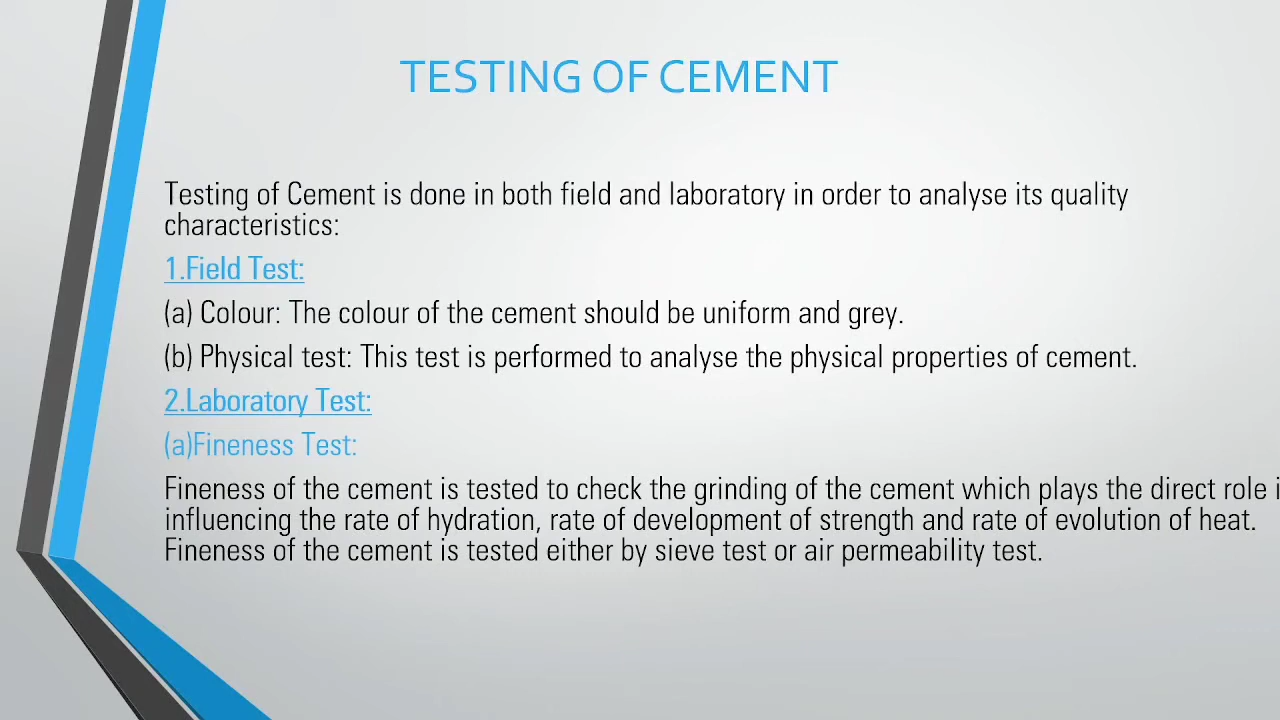 TESTING OF CEMENT
Testing of Cement is done in both field and laboratory in order to analyse its quality
characteristics:
1.Field Test:
(a) Colour: The colour of the cement should be uniform and grey.
(b) Physical test: This test is performed to analyse the physical properties of cement.
2.Laboratory Test:
(a)Fineness Test:
Fineness of the cement is tested to check the grinding of the cement which plays the direct role
influencing the rate of hydration, rate of development of strength and rate of evolution of heat.
Fineness of the cement is tested either by sieve test or air permeability test.